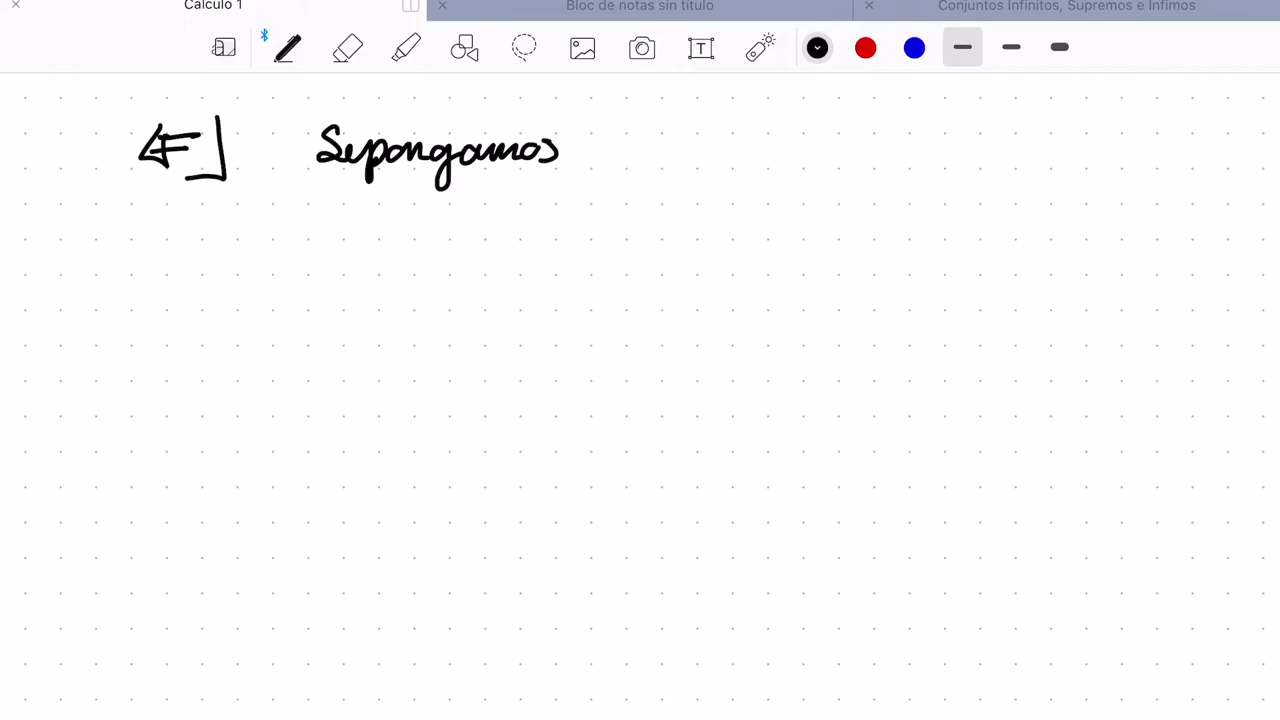 Calculo 1
Bloc de notas sin título
Conjuntos Infinitos, Supremos e Infimos
⇐] Supongamos